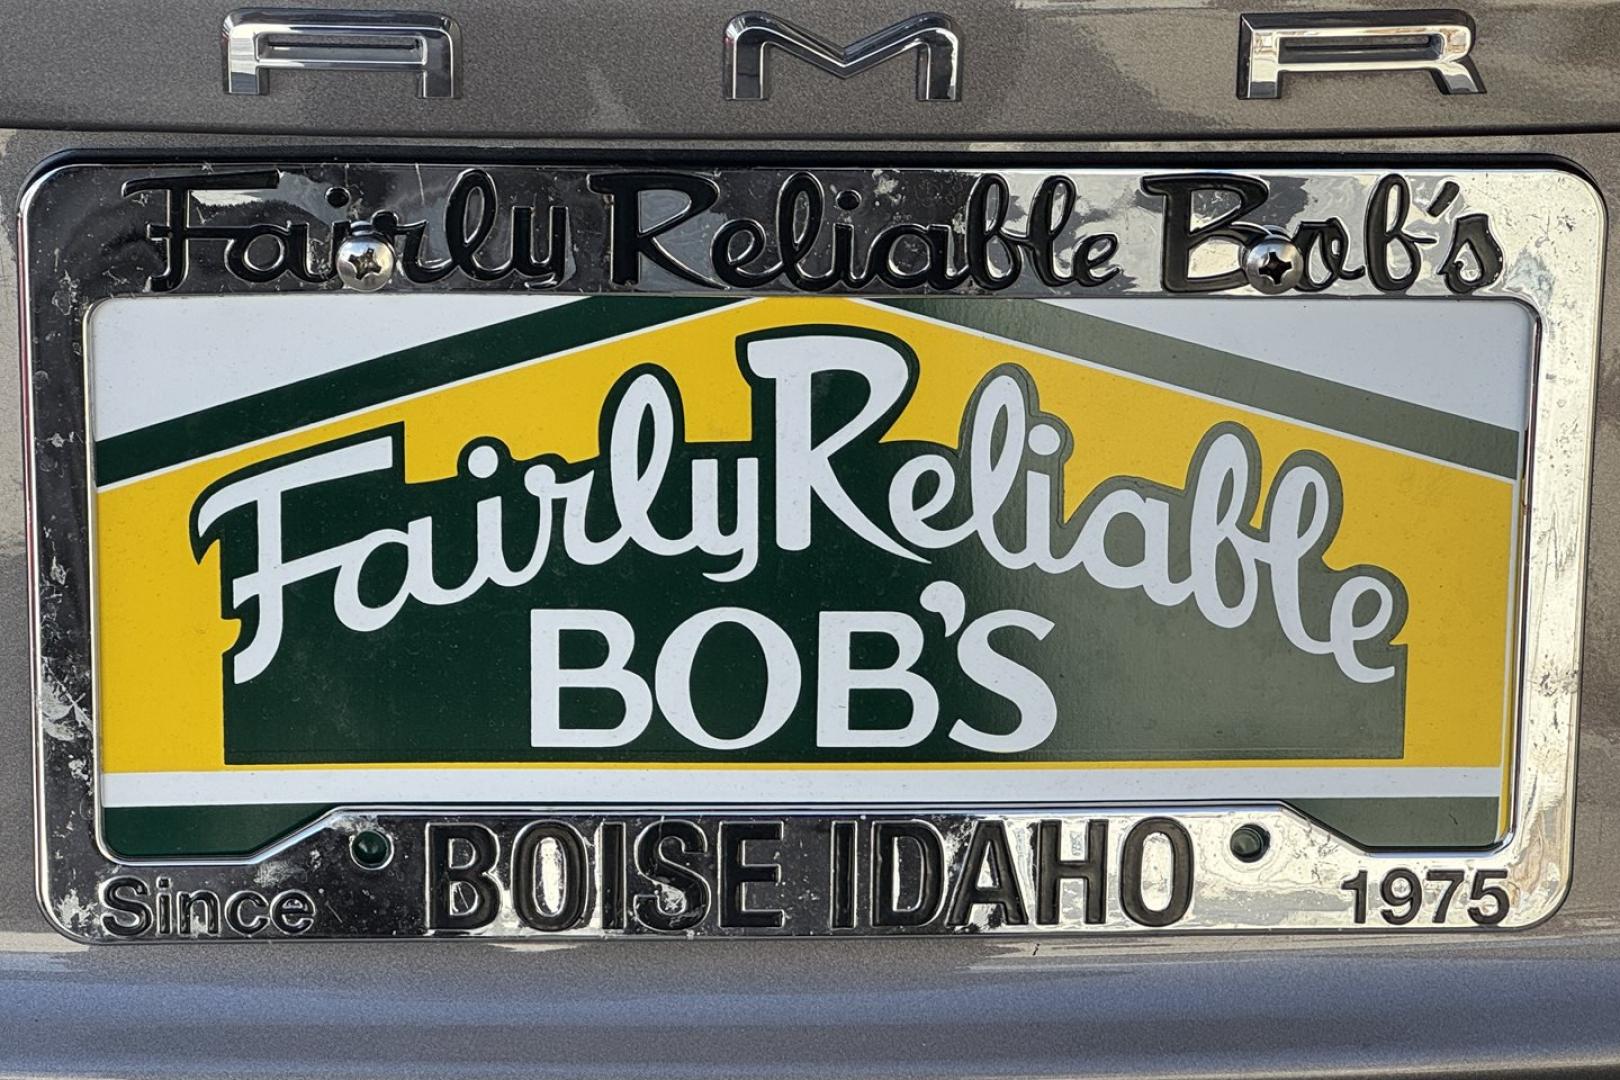 A M R
Fairly Reliable Bob's
Fairly Reliable
BOB'S
Since BOISE IDAHO 1975